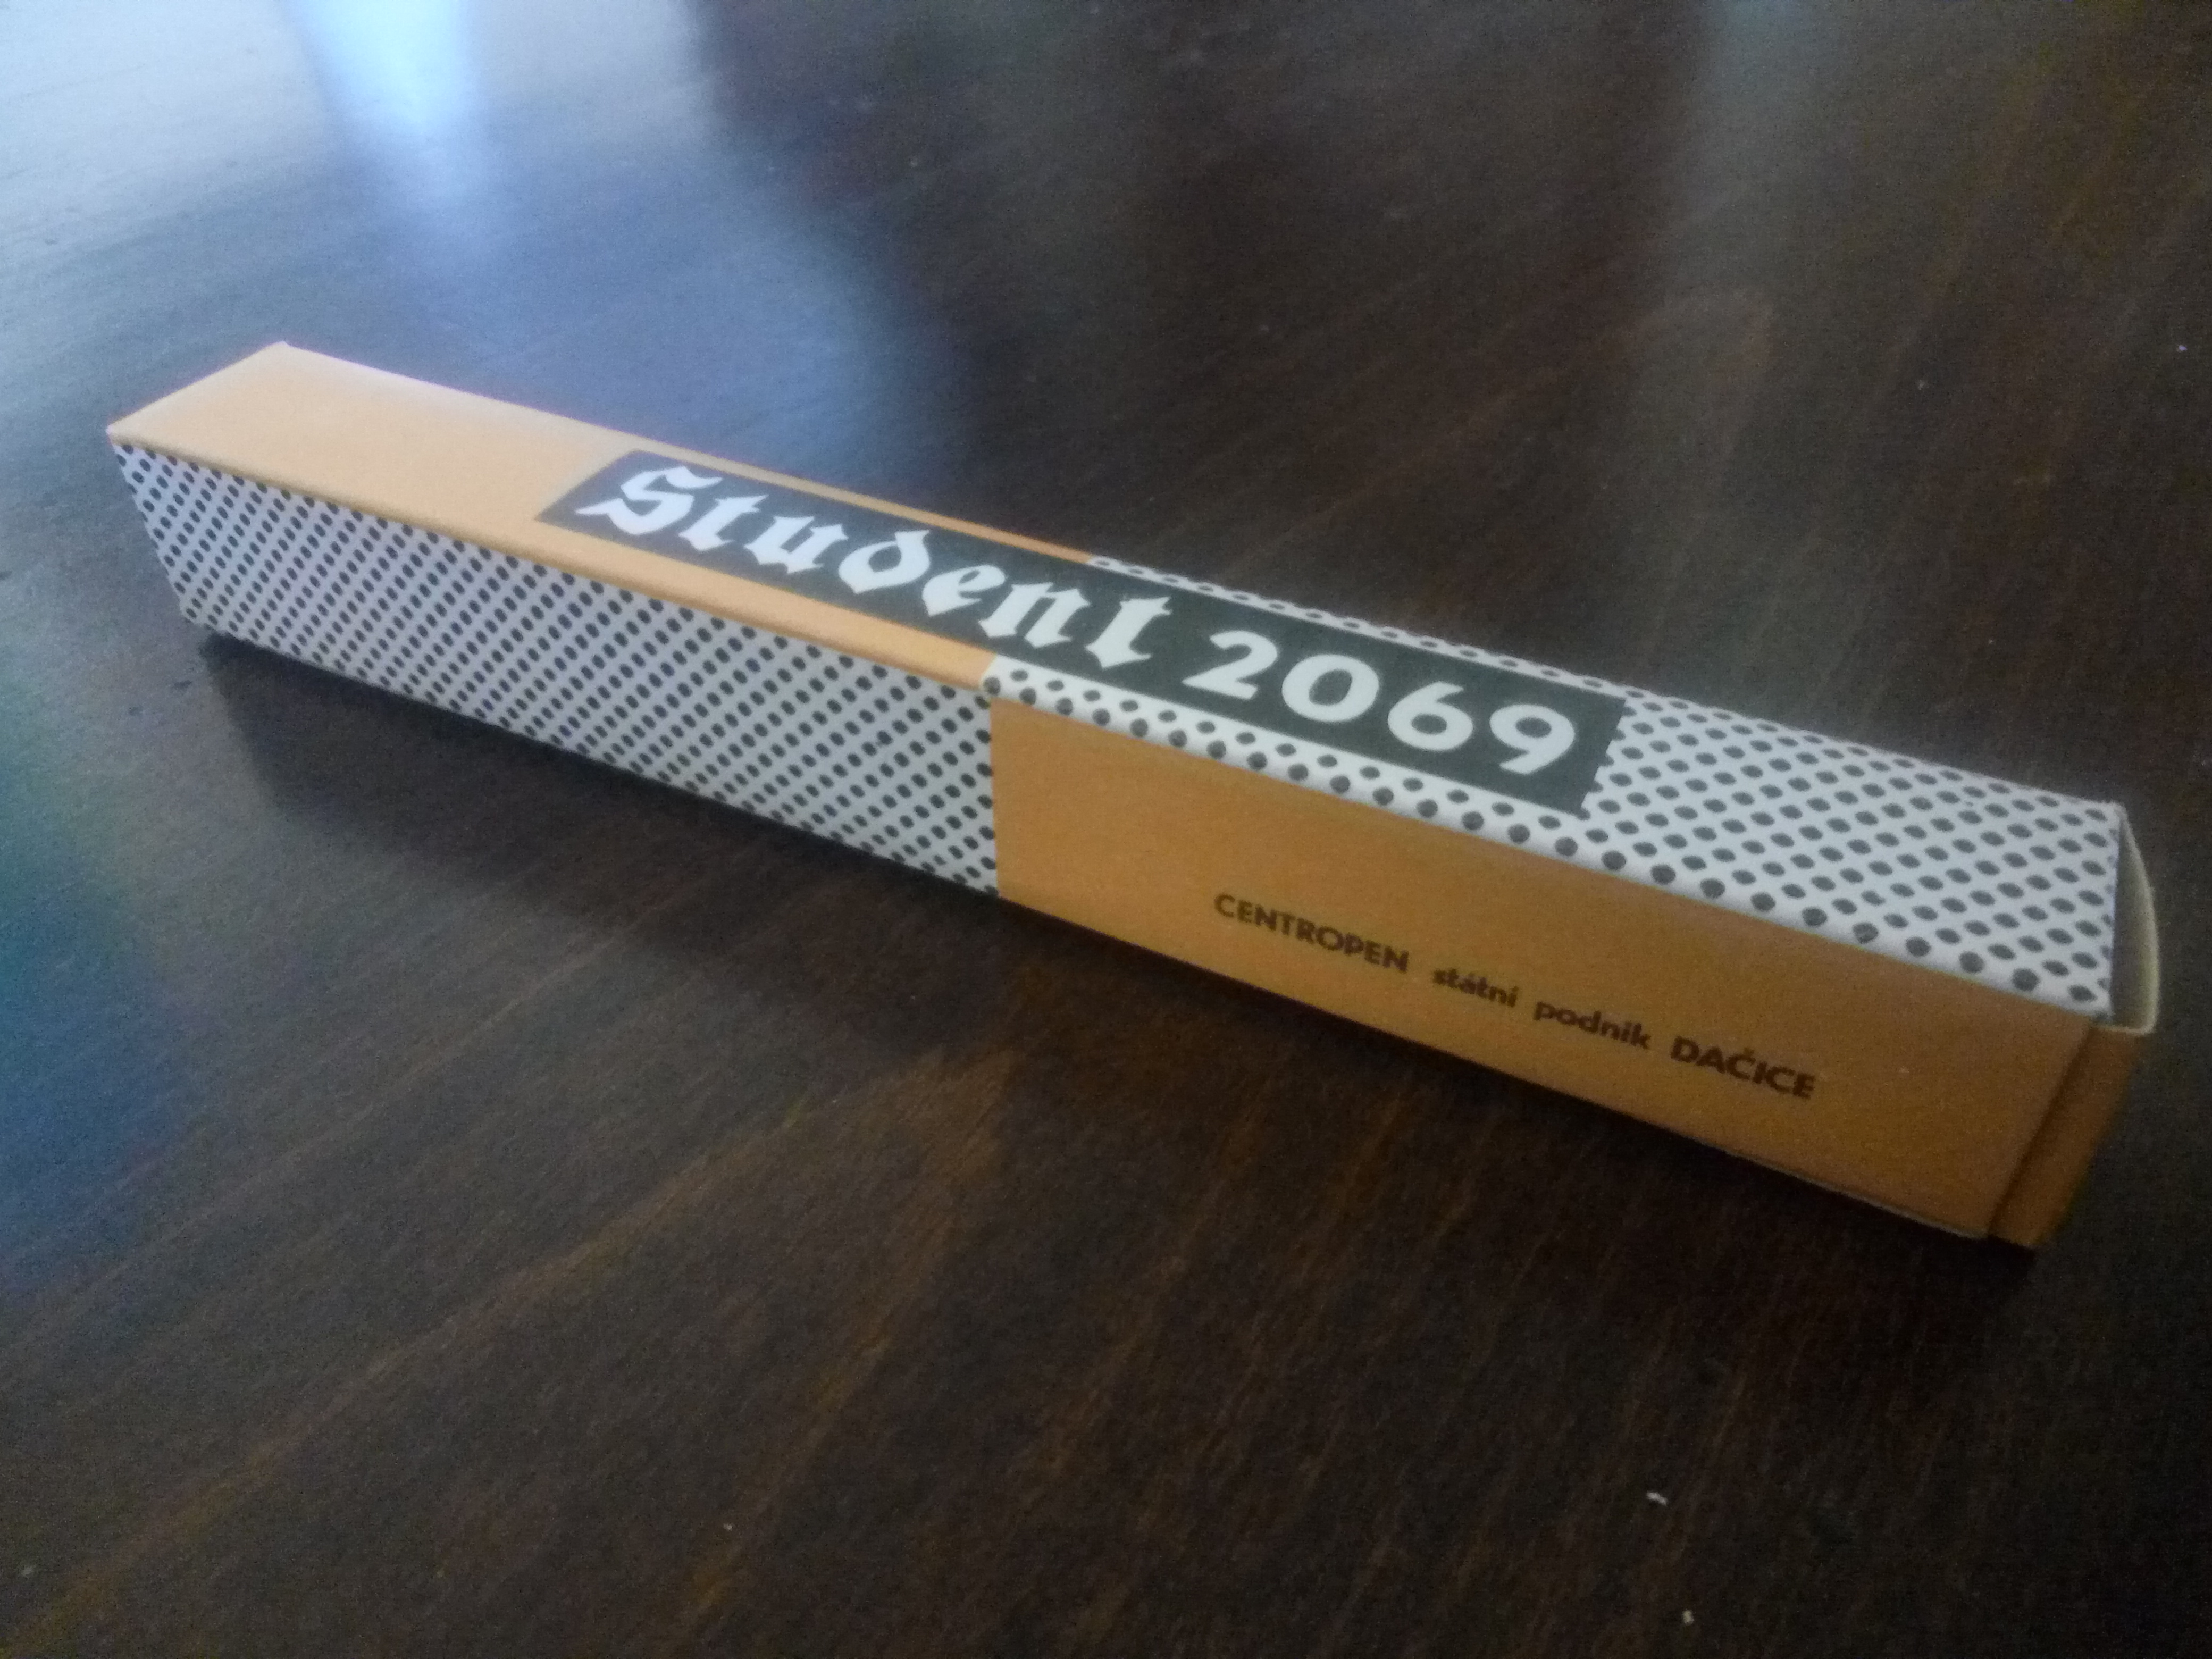 Student 2069
CENTROPEN státní podnik DAČICE